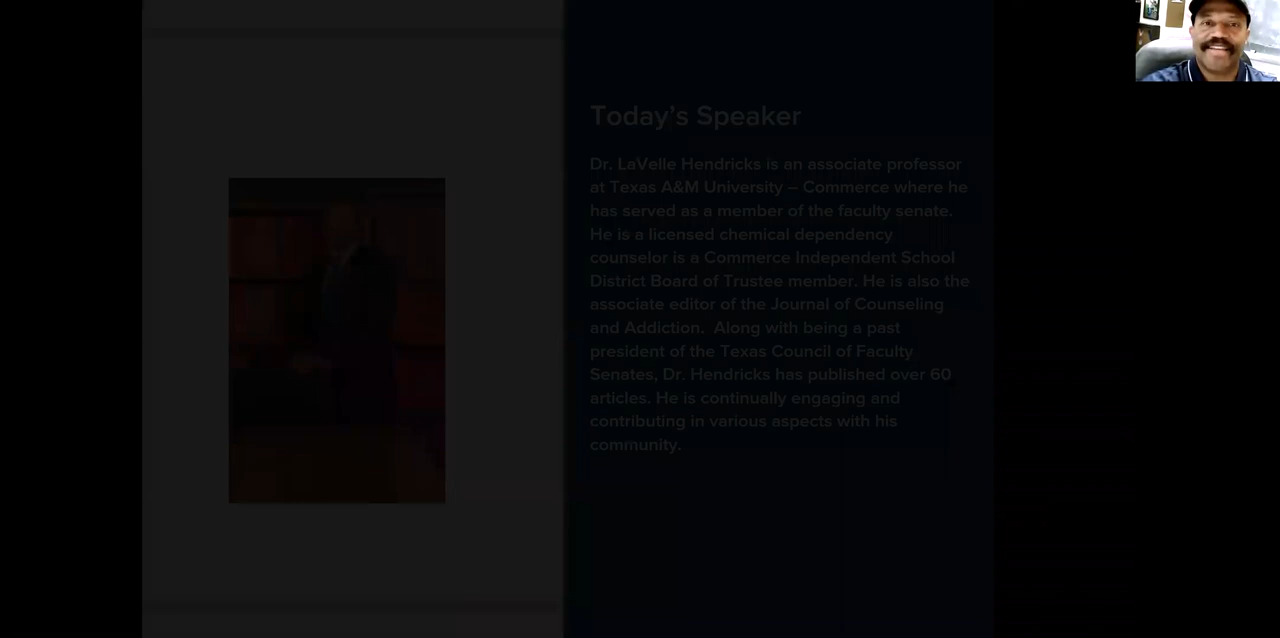 Today’s Speaker
Dr. LaVelle Hendricks is an associate professor
at Texas A&M University – Commerce where he
has served as a member of the faculty senate.
He is a licensed chemical dependency
counselor is a Commerce Independent School
District Board of Trustee member. He is also the
associate editor of the Journal of Counseling
and Addiction.  Along with being a past
president of the Texas Council of Faculty
Senates, Dr. Hendricks has published over 60
articles. He is continually engaging and
contributing in various aspects with his
community.